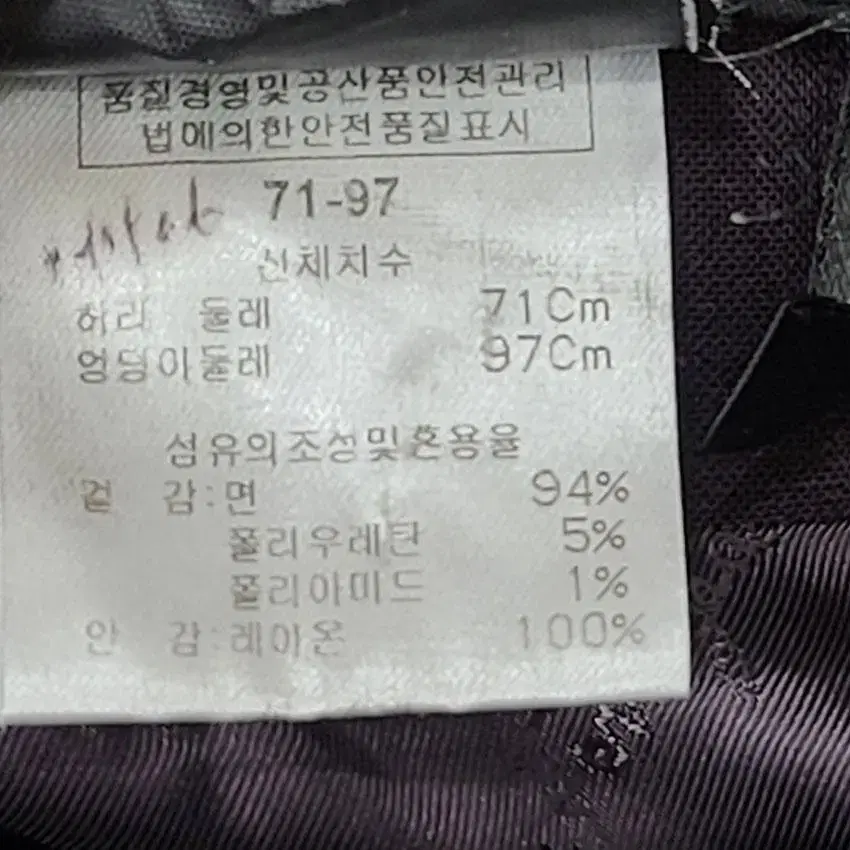 품질경영및공산품안전관리
법에의한안전품질표시
71-97
신체치수
허리 둘레 71Cm
엉덩이둘레 97Cm
섬유의조성및혼용율
겉 감:면 94%
폴리우레탄 5%
폴리아미드 1%
안 감:레이온 100%